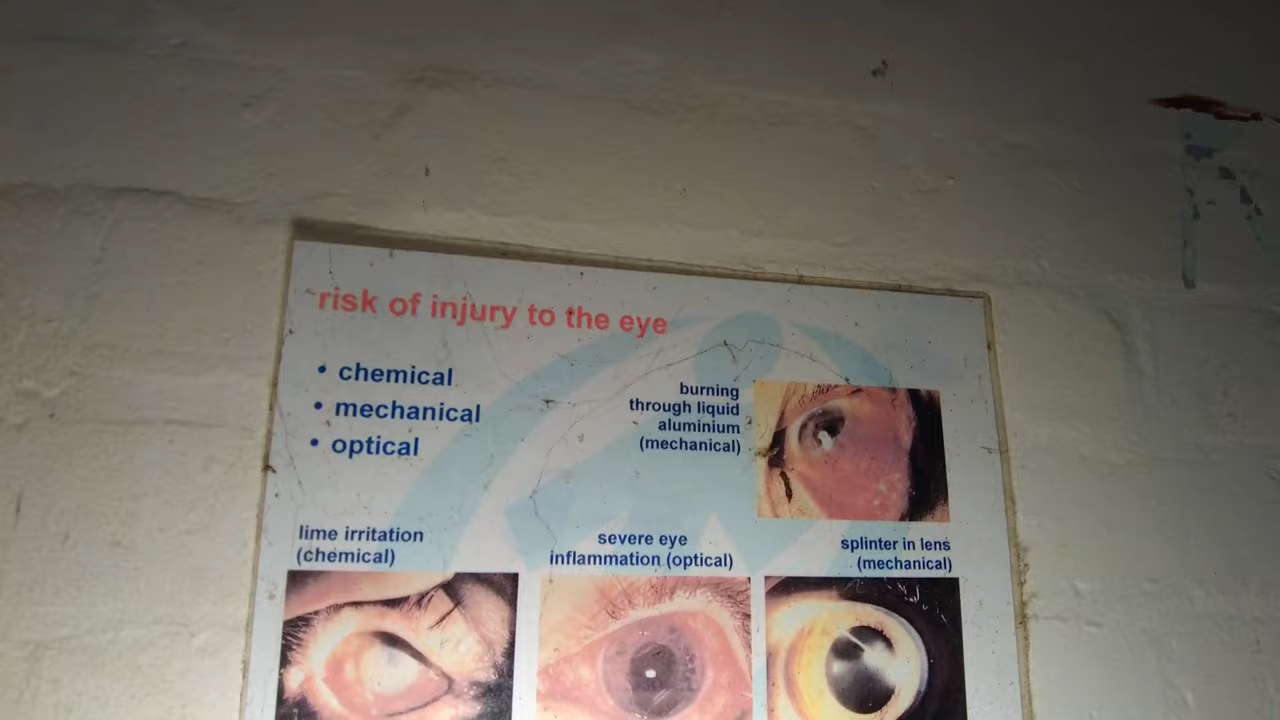 risk of injury to the eye
• chemical
• mechanical
• optical
burning
through liquid
aluminium
(mechanical)
lime irritation
(chemical)
severe eye
inflammation (optical)
splinter in lens
(mechanical)